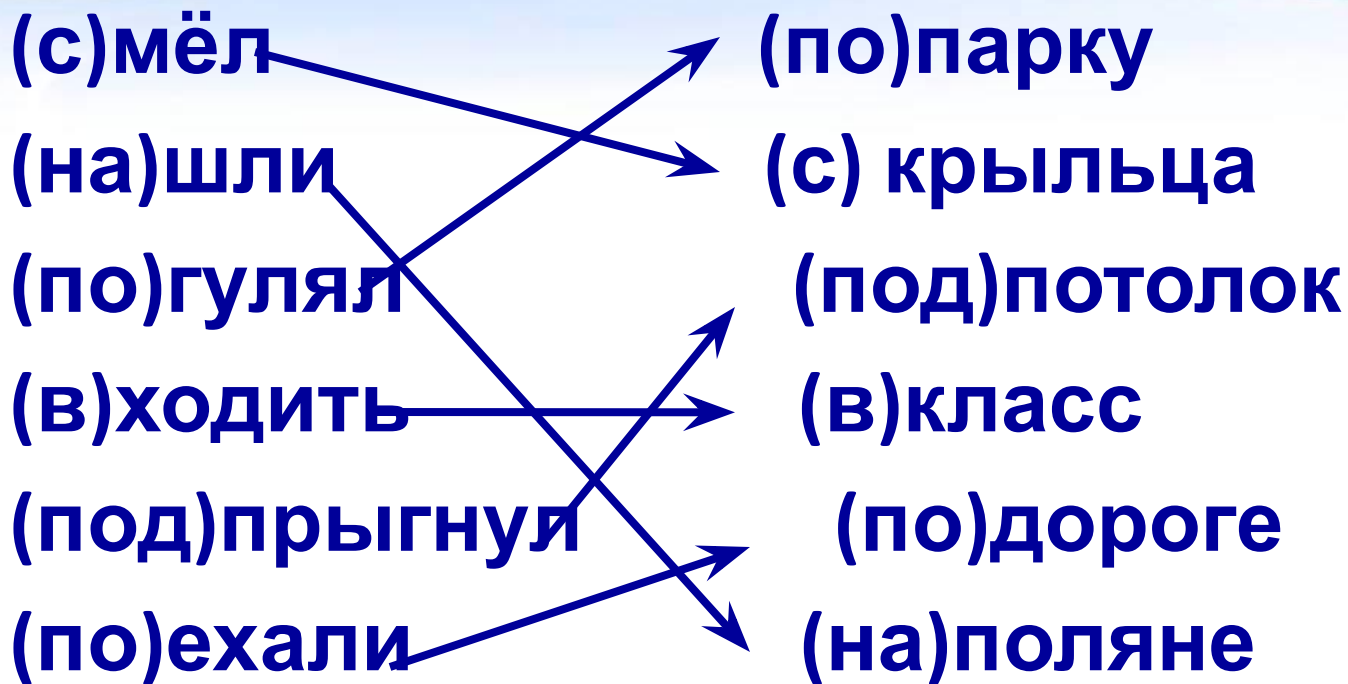 (с)мёл (по)парку
(на)шли (с) крыльца
(по)гулял (под)потолок
(в)ходить (в)класс
(под)прыгнул (по)дороге
(по)ехали (на)поляне